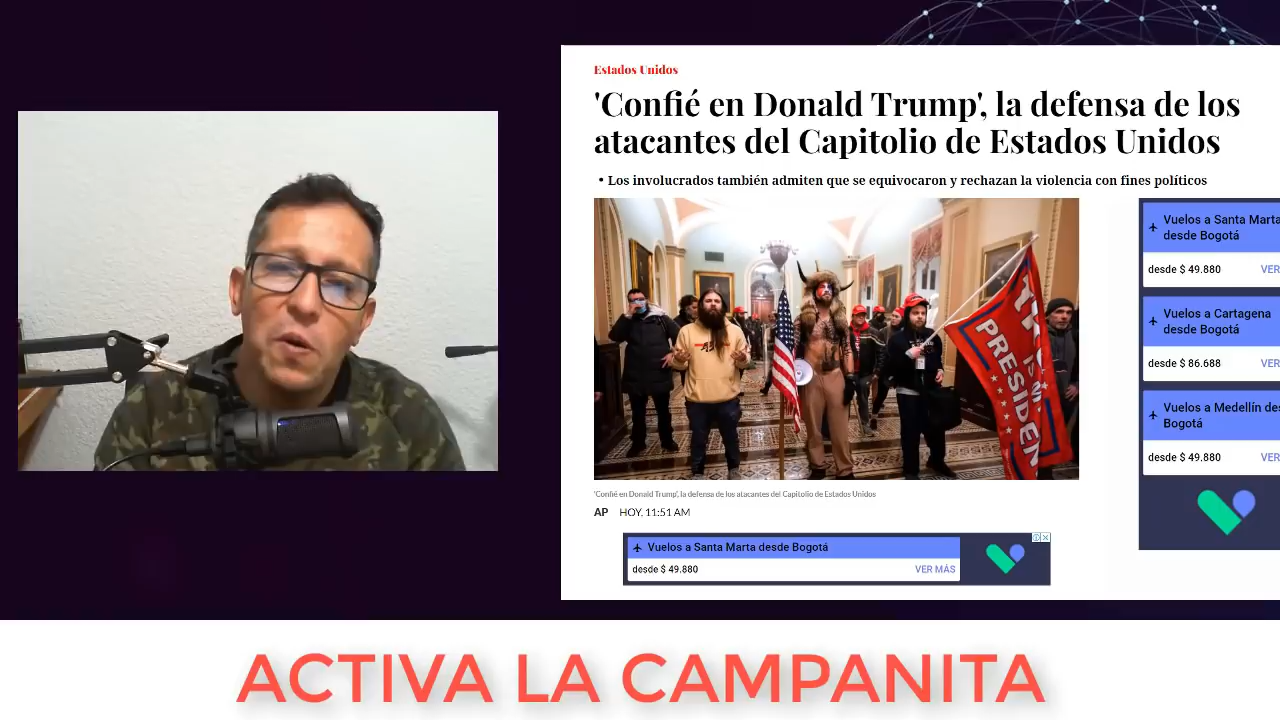 Estados Unidos
'Confié en Donald Trump', la defensa de los
atacantes del Capitolio de Estados Unidos
• Los involucrados también admiten que se equivocaron y rechazan la violencia con fines políticos
PRESIDEN
'Confié en Donald Trump', la defensa de los atacantes del Capitolio de Estados Unidos
AP HOY, 11:51 AM
Vuelos a Santa Marta desde Bogotá
desde $ 49.880 VER MÁS
Vuelos a Santa Marta
desde Bogotá
desde $ 49.880 VER
Vuelos a Cartagena
desde Bogotá
desde $ 86.688 VER
Vuelos a Medellín des
Bogotá
desde $ 49.880 VER
ACTIVA LA CAMPANITA